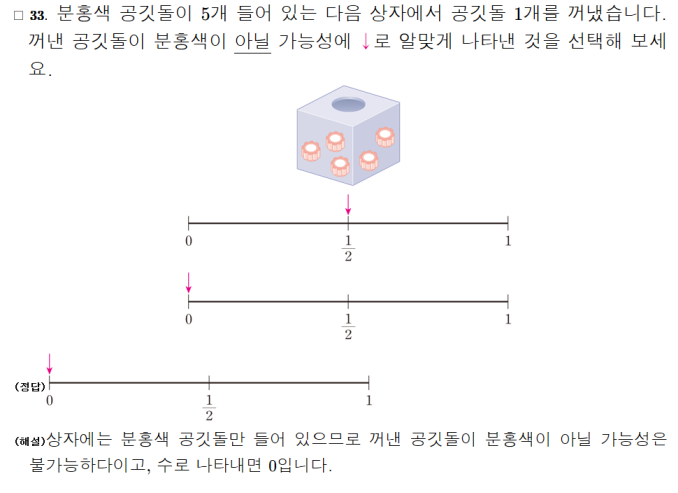 □ 33. 분홍색 공깃돌이 5개 들어 있는 다음 상자에서 공깃돌 1개를 꺼냈습니다.
꺼낸 공깃돌이 분홍색이 아닐 가능성에 ↓로 알맞게 나타낸 것을 선택해 보세
요.
0 1/2 1
0 1/2 1
(정답)
0 1/2 1
(해설)상자에는 분홍색 공깃돌만 들어 있으므로 꺼낸 공깃돌이 분홍색이 아닐 가능성은
불가능하다이고, 수로 나타내면 0입니다.